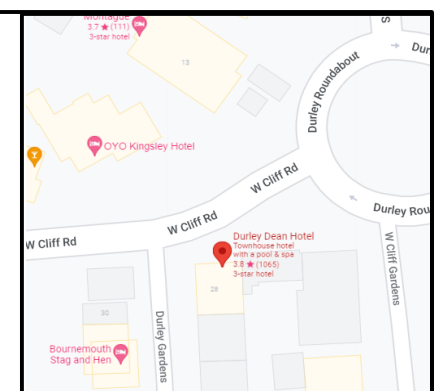 Montague
3.7 ★ (111)
3-star hotel
13
S
Dur
Durley Roundabout
OYO Kingsley Hotel
W Cliff Rd
W Cliff Rd
W Cliff Rd
Durley Rou
Durley Dean Hotel
Townhouse hotel
with a pool & spa
3.8 ★ (1065)
3-star hotel
28
W Cliff Gardens
30
Durley Gardens
Bournemouth
Stag and Hen